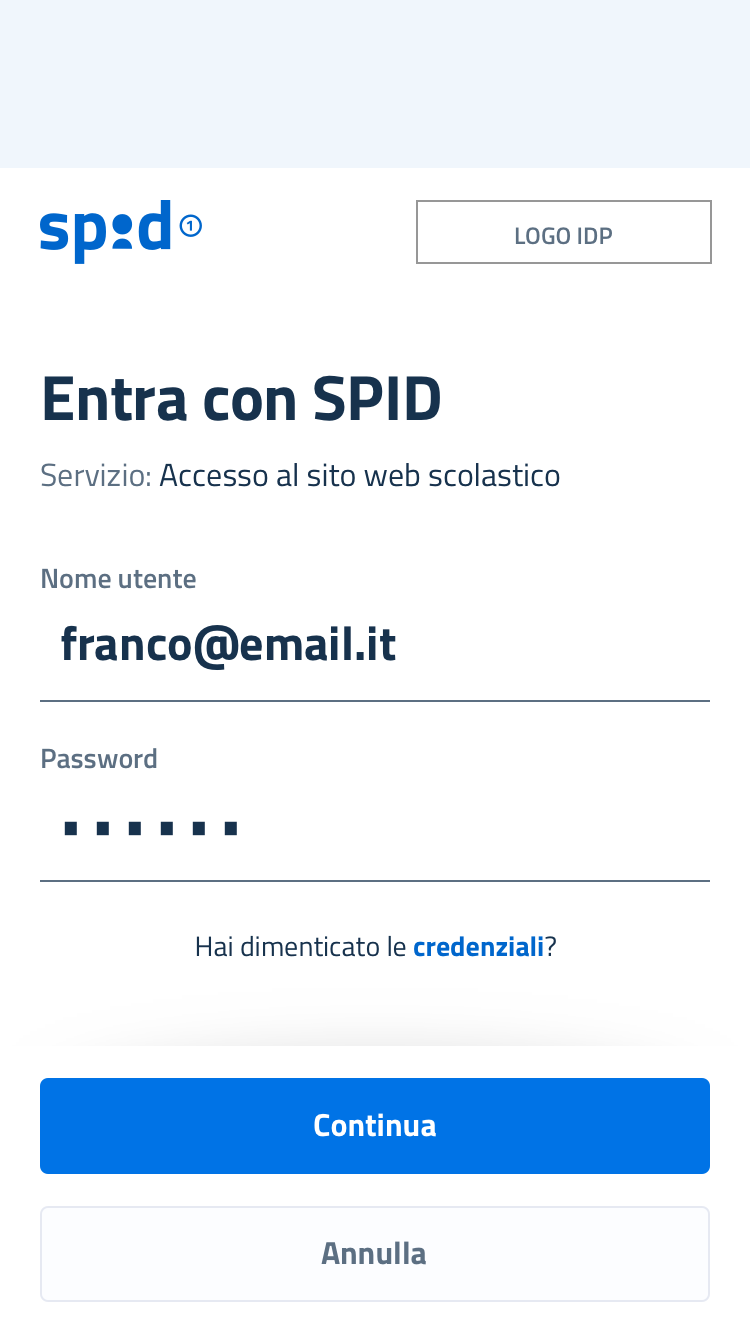 spid 1
LOGO IDP
Entra con SPID
Servizio: Accesso al sito web scolastico
Nome utente
franco@email.it
Password
Hai dimenticato le credenziali?
Continua
Annulla